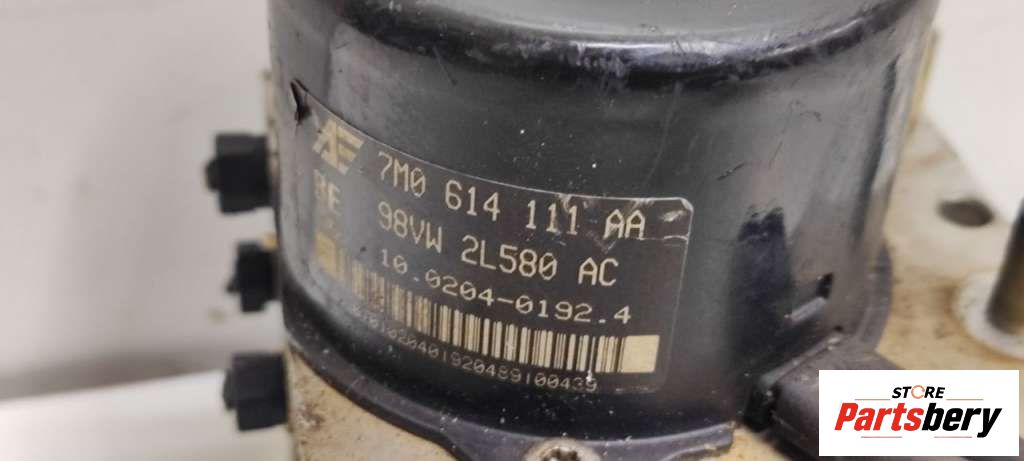 7M0 614 111 AA
98VW 2L580 AC
10.0204-0192.4
STORE
Partsbery